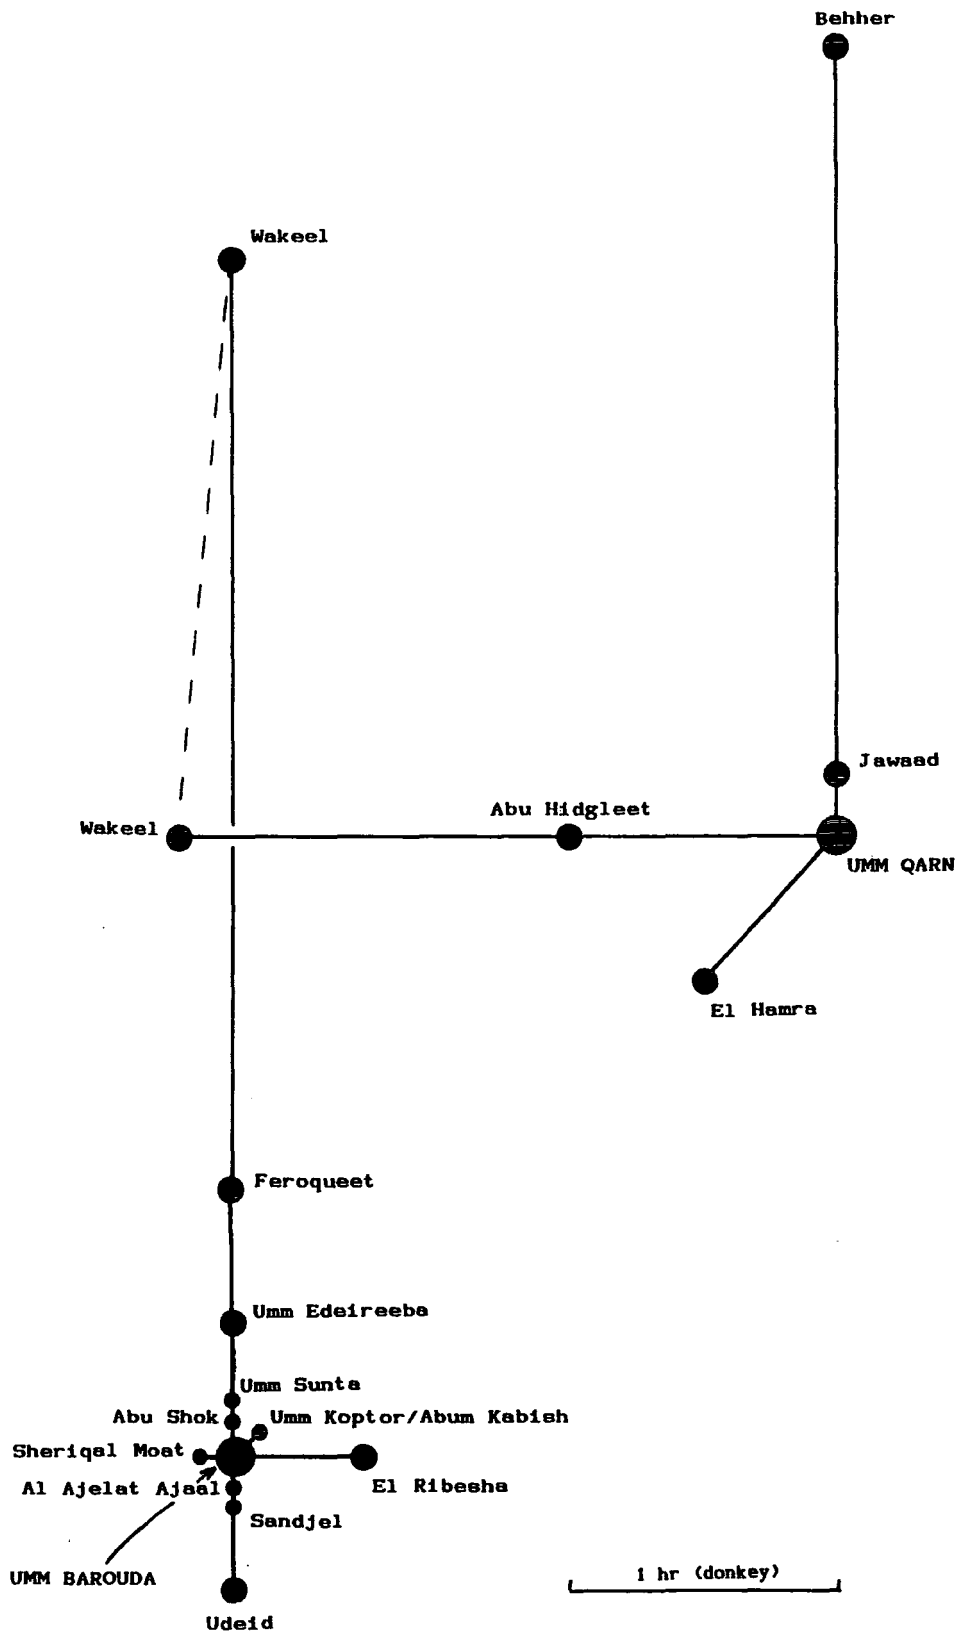 Behher
Wakeel
Jawaad
Abu Hidgleet
Wakeel
UMM QARN
El Hamra
Feroqueet
Umm Edeireeba
Umm Sunta
Abu Shok
Umm Koptor/Abum Kabish
Sheriqal Moat
Al Ajelat Ajaal
El Ribesha
Sandjel
UMM BAROUDA
1 hr (donkey)
Udeid